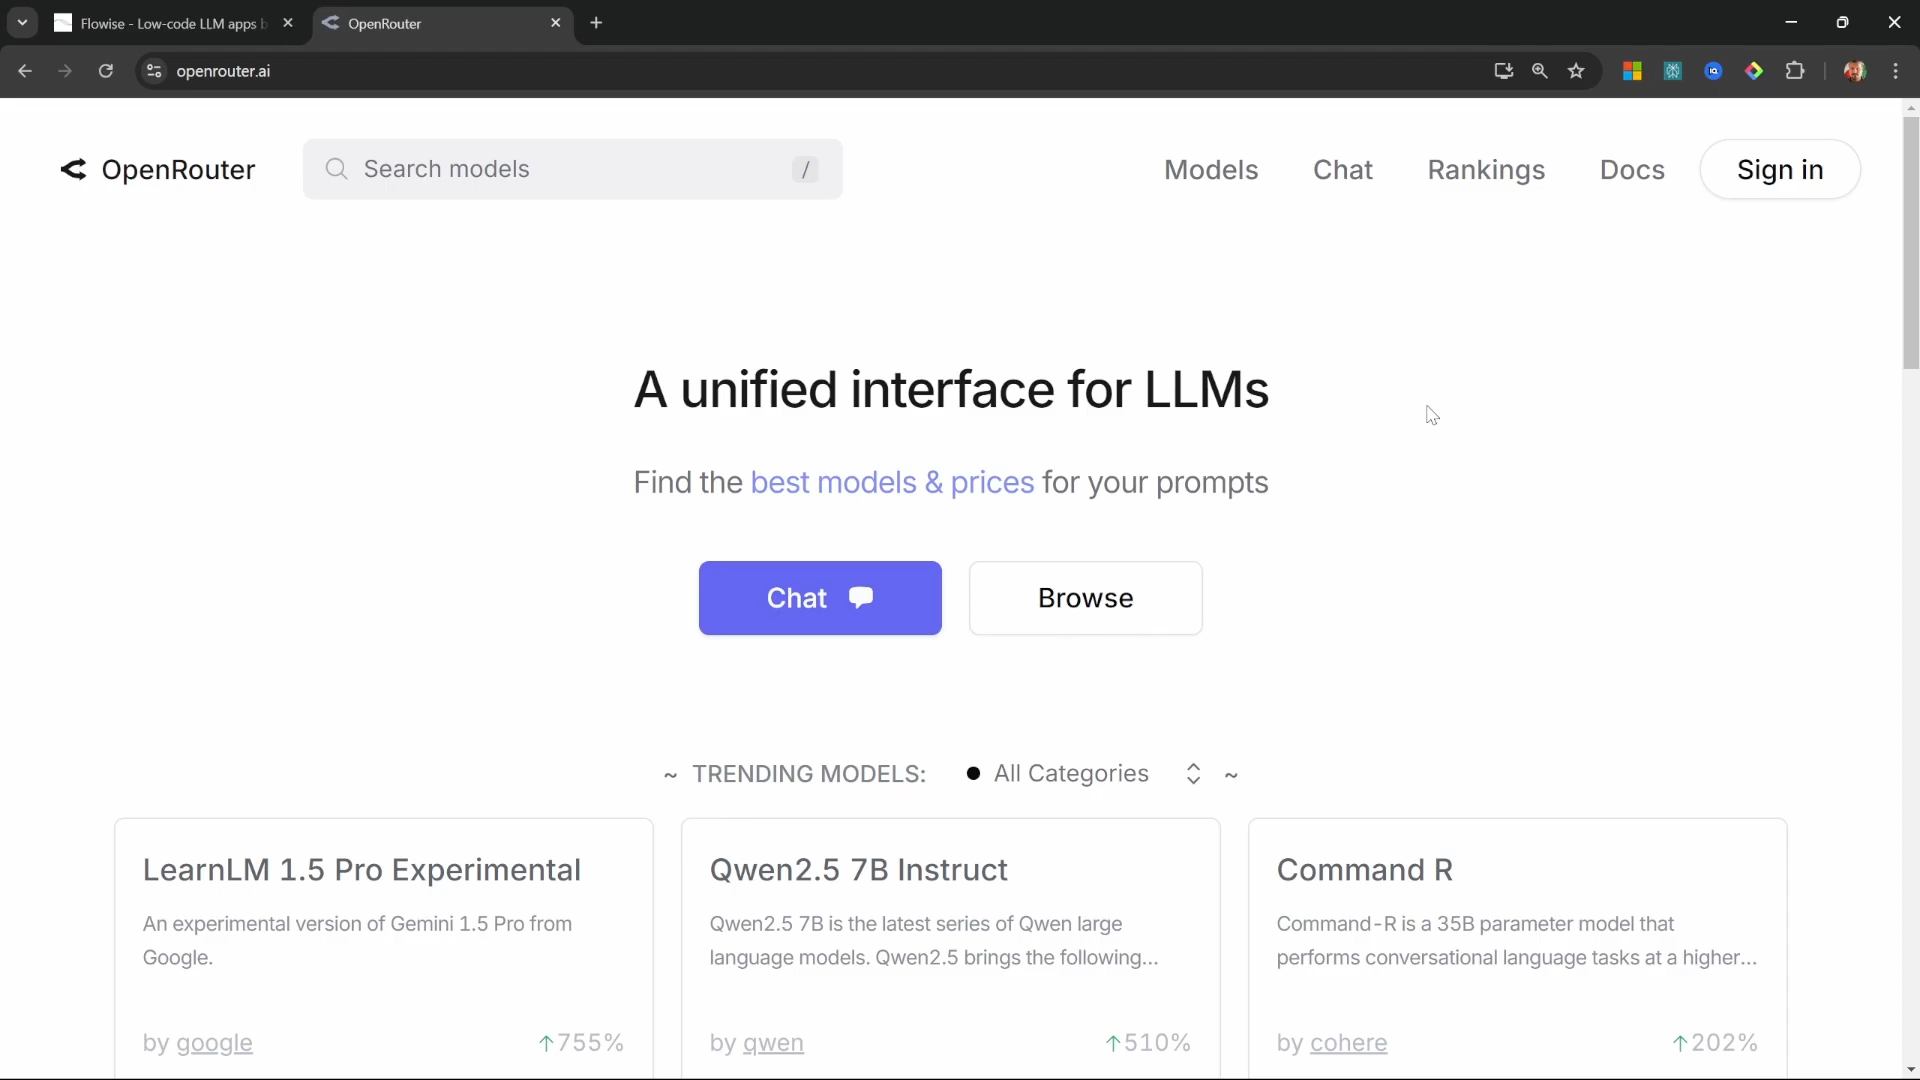 Flowise - Low-code LLM apps b
OpenRouter
openrouter.ai
OpenRouter
Search models
/
Models
Chat
Rankings
Docs
Sign in
A unified interface for LLMs
Find the best models & prices for your prompts
Chat
Browse
~ TRENDING MODELS: All Categories ~
LearnLM 1.5 Pro Experimental
An experimental version of Gemini 1.5 Pro from
Google.
by google
↑755%
Qwen2.5 7B Instruct
Qwen2.5 7B is the latest series of Qwen large
language models. Qwen2.5 brings the following...
by qwen
↑510%
Command R
Command-R is a 35B parameter model that
performs conversational language tasks at a higher...
by cohere
↑202%